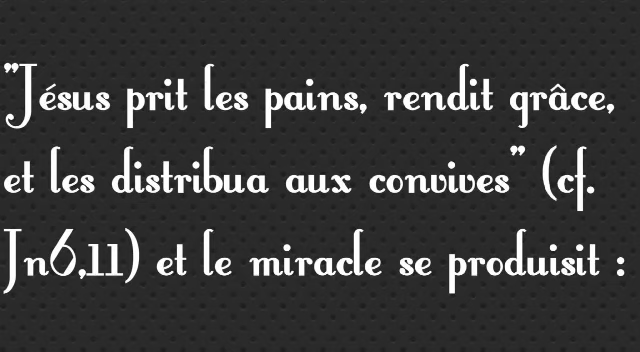 "Jésus prit les pains, rendit grâce,
et les distribua aux convives" (cf.
Jn6,11) et le miracle se produisit :